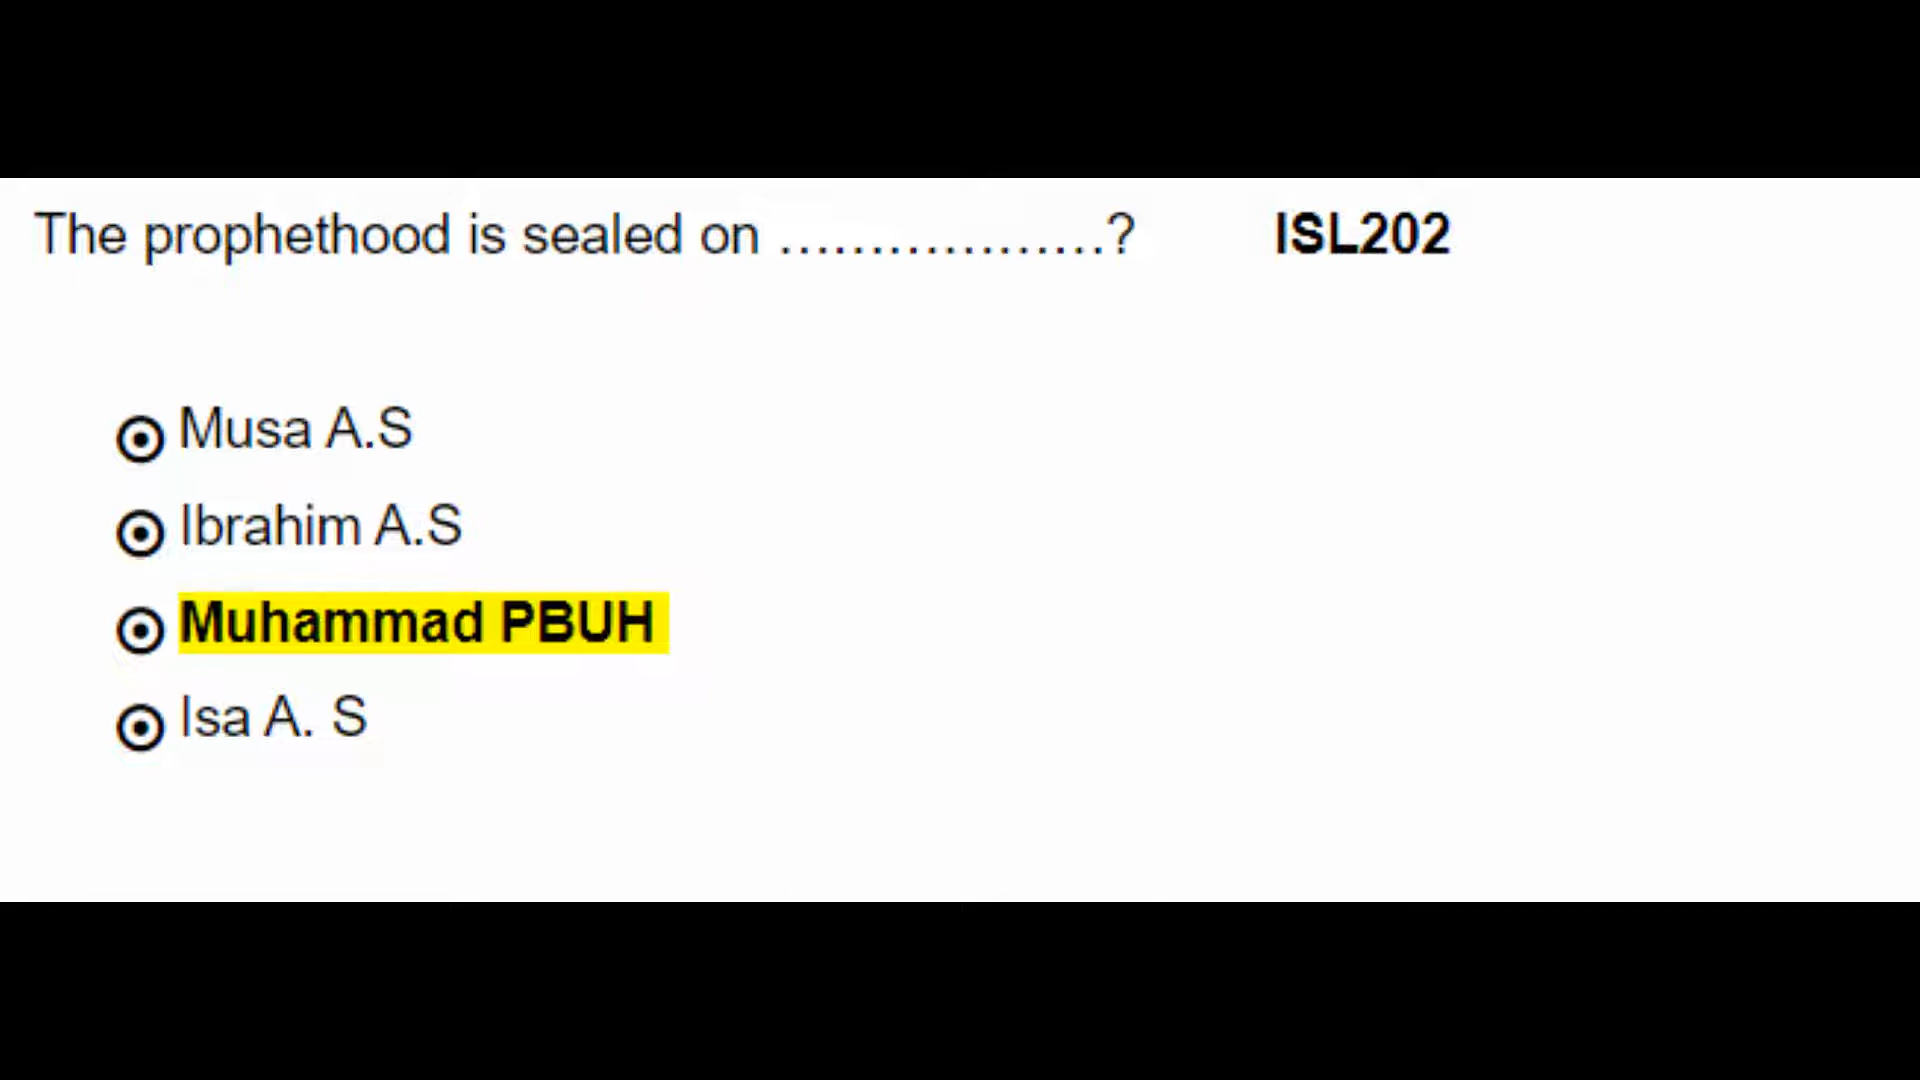 The prophethood is sealed on ………………? ISL202
Musa A.S
Ibrahim A.S
Muhammad PBUH
Isa A. S